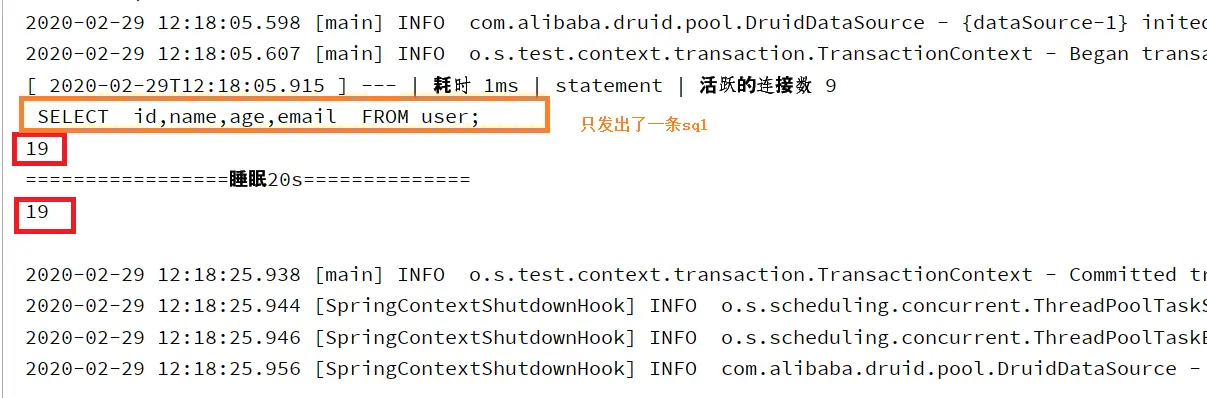 2020-02-29 12:18:05.598 [main] INFO  com.alibaba.druid.pool.DruidDataSource - {dataSource-1} inited
2020-02-29 12:18:05.607 [main] INFO  o.s.test.context.transaction.TransactionContext - Began transa
[ 2020-02-29T12:18:05.915 ] --- | 耗时 1ms | statement | 活跃的连接数 9
SELECT  id,name,age,email  FROM user;
只发出了一条sql
19
=================睡眠20s==============
19
2020-02-29 12:18:25.938 [main] INFO  o.s.test.context.transaction.TransactionContext - Committed tr
2020-02-29 12:18:25.944 [SpringContextShutdownHook] INFO  o.s.scheduling.concurrent.ThreadPoolTaskS
2020-02-29 12:18:25.946 [SpringContextShutdownHook] INFO  o.s.scheduling.concurrent.ThreadPoolTaskE
2020-02-29 12:18:25.956 [SpringContextShutdownHook] INFO  com.alibaba.druid.pool.DruidDataSource -